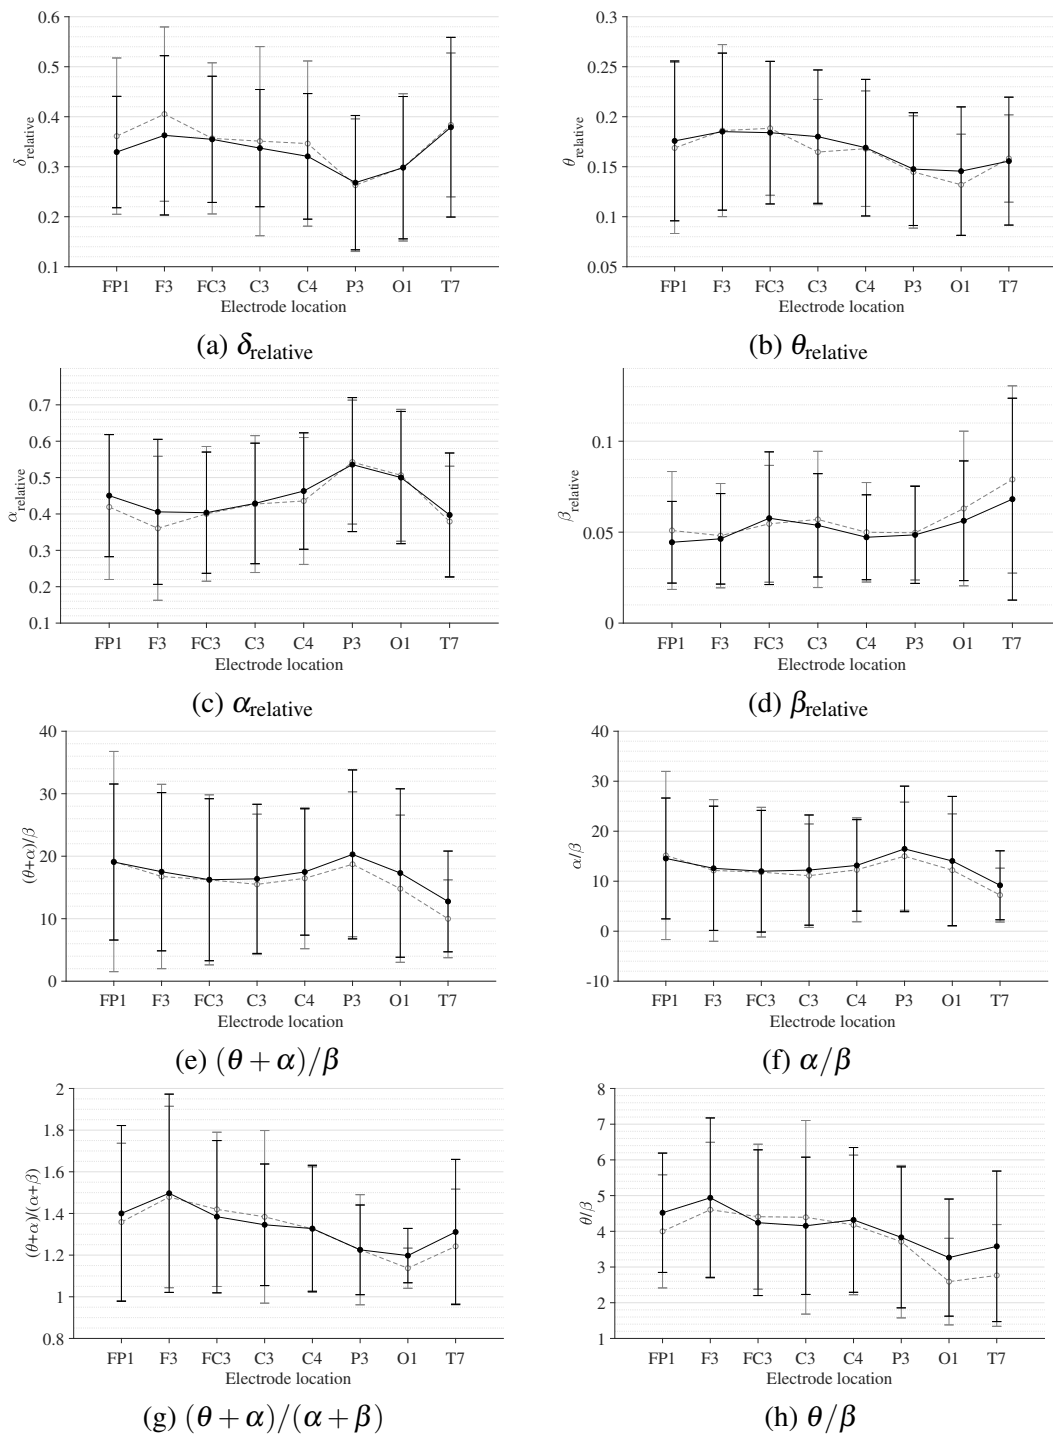 0.6
0.5
0.4
0.3
0.2
0.1
δrelative
FP1 F3 FC3 C3 C4 P3 O1 T7
Electrode location
(a) δrelative
0.3
0.25
0.2
0.15
0.1
0.05
θrelative
FP1 F3 FC3 C3 C4 P3 O1 T7
Electrode location
(b) θrelative
0.7
0.6
0.5
0.4
0.3
0.2
0.1
αrelative
FP1 F3 FC3 C3 C4 P3 O1 T7
Electrode location
(c) αrelative
0.1
0.05
0
βrelative
FP1 F3 FC3 C3 C4 P3 O1 T7
Electrode location
(d) βrelative
40
30
20
10
0
(θ+α)/β
FP1 F3 FC3 C3 C4 P3 O1 T7
Electrode location
(e) (θ + α)/β
40
30
20
10
0
-10
α/β
FP1 F3 FC3 C3 C4 P3 O1 T7
Electrode location
(f) α/β
2
1.8
1.6
1.4
1.2
1
0.8
(θ+α)/(α+β)
FP1 F3 FC3 C3 C4 P3 O1 T7
Electrode location
(g) (θ + α)/(α + β)
8
7
6
5
4
3
2
1
θ/β
FP1 F3 FC3 C3 C4 P3 O1 T7
Electrode location
(h) θ/β